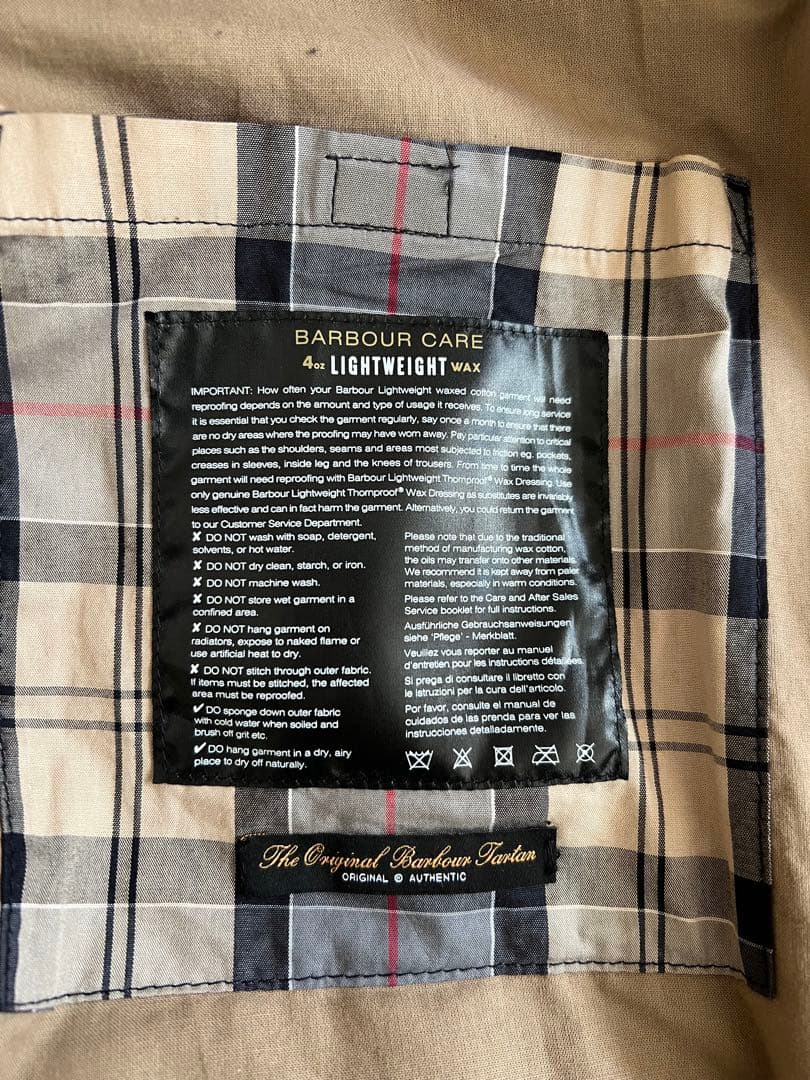 BARBOUR CARE
4oz LIGHTWEIGHT WAX
IMPORTANT: How often your Barbour Lightweight waxed cotton garment will need
reproofing depends on the amount and type of usage it receives. To ensure long service
it is essential that you check the garment regularly, say once a month to ensure that there
are no dry areas where the proofing may have worn away. Pay particular attention to critical
places such as the shoulders, seams and areas most subjected to friction eg. pockets,
creases in sleeves, inside leg and the knees of trousers. From time to time the whole
garment will need reproofing with Barbour Lightweight Thornproof® Wax Dressing. Use
only genuine Barbour Lightweight Thornproof® Wax Dressing as substitutes are invariably
less effective and can in fact harm the garment. Alternatively, you could return the garment
to our Customer Service Department.
✘ DO NOT wash with soap, detergent,
solvents, or hot water.
✘ DO NOT dry clean, starch, or iron.
✘ DO NOT machine wash.
✘ DO NOT store wet garment in a
confined area.
✘ DO NOT hang garment on
radiators, expose to naked flame or
use artificial heat to dry.
✘ DO NOT stitch through outer fabric.
If items must be stitched, the affected
area must be reproofed.
✔ DO sponge down outer fabric
with cold water when soiled and
brush off grit etc.
✔ DO hang garment in a dry, airy
place to dry off naturally.
Please note that due to the traditional
method of manufacturing wax cotton,
the oils may transfer onto other materials.
We recommend it is kept away from paler
materials, especially in warm conditions.
Please refer to the Care and After Sales
Service booklet for full instructions.
Ausführliche Gebrauchsanweisungen
siehe 'Pflege' - Merkblatt.
Veuillez vous reporter au manuel
d'entretien pour les instructions détaillées.
Si prega di consultare il libretto con
le istruzioni per la cura dell'articolo.
Por favor, consulte el manual de
cuidados de las prenda para ver las
instrucciones detalladamente.
The Original Barbour Tartan
ORIGINAL © AUTHENTIC